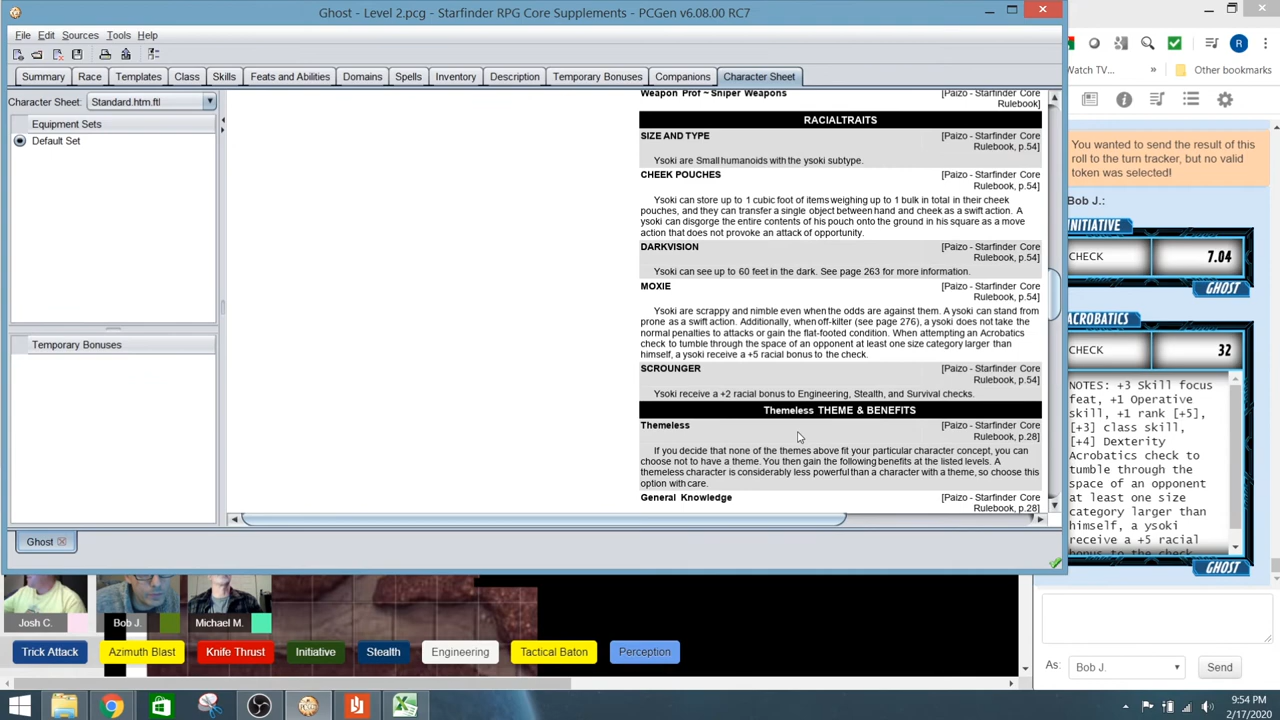 Ghost - Level 2.pcg - Starfinder RPG Core Supplements - PCGen v6.08.00 RC7
File Edit Sources Tools Help
Summary Race Templates Class Skills Feats and Abilities Domains Spells Inventory Description Temporary Bonuses Companions Character Sheet
Character Sheet: Standard.htm.ftl
Equipment Sets
Default Set
Temporary Bonuses
Weapon Prof ~ Sniper Weapons [Paizo - Starfinder Core
Rulebook]
RACIALTRAITS
SIZE AND TYPE [Paizo - Starfinder Core
Rulebook, p.54]
Ysoki are Small humanoids with the ysoki subtype.
CHEEK POUCHES [Paizo - Starfinder Core
Rulebook, p.54]
Ysoki can store up to 1 cubic foot of items weighing up to 1 bulk in total in their cheek
pouches, and they can transfer a single object between hand and cheek as a swift action. A
ysoki can disgorge the entire contents of his pouch onto the ground in his square as a move
action that does not provoke an attack of opportunity.
DARKVISION [Paizo - Starfinder Core
Rulebook, p.54]
Ysoki can see up to 60 feet in the dark. See page 263 for more information.
MOXIE [Paizo - Starfinder Core
Rulebook, p.54]
Ysoki are scrappy and nimble even when the odds are against them. A ysoki can stand from
prone as a swift action. Additionally, when off-kilter (see page 276), a ysoki does not take the
normal penalties to attacks or gain the flat-footed condition. When attempting an Acrobatics
check to tumble through the space of an opponent at least one size category larger than
himself, a ysoki receive a +5 racial bonus to the check.
SCROUNGER [Paizo - Starfinder Core
Rulebook, p.54]
Ysoki receive a +2 racial bonus to Engineering, Stealth, and Survival checks.
Themeless THEME & BENEFITS
Themeless [Paizo - Starfinder Core
Rulebook, p.28]
If you decide that none of the themes above fit your particular character concept, you can
choose not to have a theme. You then gain the following benefits at the listed levels. A
themeless character is considerably less powerful than a character with a theme, so choose this
option with care.
General Knowledge [Paizo - Starfinder Core
Rulebook, p.28]
Ghost
R
Watch TV... » Other bookmarks
You wanted to send the result of this
roll to the turn tracker, but no valid
token was selected!
Bob J.:
INITIATIVE
CHECK 7.04
GHOST
ACROBATICS
CHECK 32
NOTES: +3 Skill focus
feat, +1 Operative
skill, +1 rank [+5],
[+3] class skill,
[+4] Dexterity
Acrobatics check to
tumble through the
space of an opponent
at least one size
category larger than
himself, a ysoki
receive a +5 racial
bonus to the check
GHOST
As: Bob J. Send
Josh C. Bob J. Michael M.
Trick Attack Azimuth Blast Knife Thrust Initiative Stealth Engineering Tactical Baton Perception
9:54 PM
2/17/2020